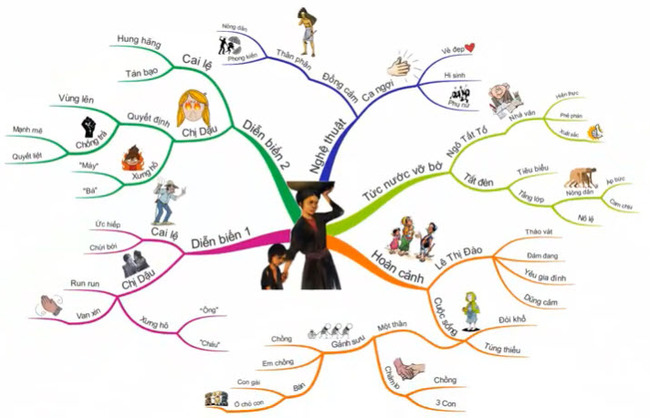 Tức nước vỡ bờ
Ngô Tất Tố
Nhà văn
Hiện thực
Phê phán
Xuất sắc
Tắt đèn
Tiêu biểu
Tầng lớp
Nông dân
Áp bức
Cam chịu
Nô lệ
Hoàn cảnh
Lê Thị Đào
Tháo vát
Đảm đang
Yêu gia đình
Dũng cảm
Cuộc sống
Đói khổ
Túng thiếu
Một thân
Chăm lo
Chồng
3 Con
Gánh sưu
Chồng
Em chồng
Bán
Con gái
Ổ chó con
Diễn biến 1
Cai lệ
Ức hiếp
Chửi bới
Chị Dậu
Run run
Van xin
Xưng hô
"Ông"
"Cháu"
Diễn biến 2
Cai lệ
Hung hăng
Tàn bạo
Chị Dậu
Quyết định
Vùng lên
Chống trả
Mạnh mẽ
Quyết liệt
Xưng hô
"Mày"
"Bà"
Nghệ thuật
Đồng cảm
Thân phận
Nông dân
Phong kiến
Ca ngợi
Vẻ đẹp
Hi sinh
Phụ nữ